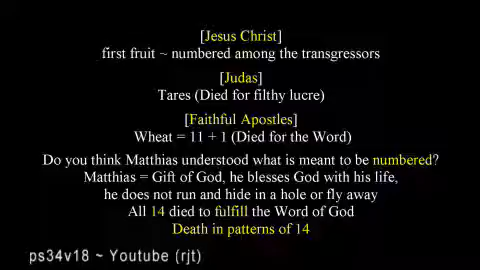 [Jesus Christ]
first fruit ~ numbered among the transgressors
[Judas]
Tares (Died for filthy lucre)
[Faithful Apostles]
Wheat = 11 + 1 (Died for the Word)
Do you think Matthias understood what is meant to be numbered?
Matthias = Gift of God, he blesses God with his life,
he does not run and hide in a hole or fly away
All 14 died to fulfill the Word of God
Death in patterns of 14
ps34v18 ~ Youtube (rjt)